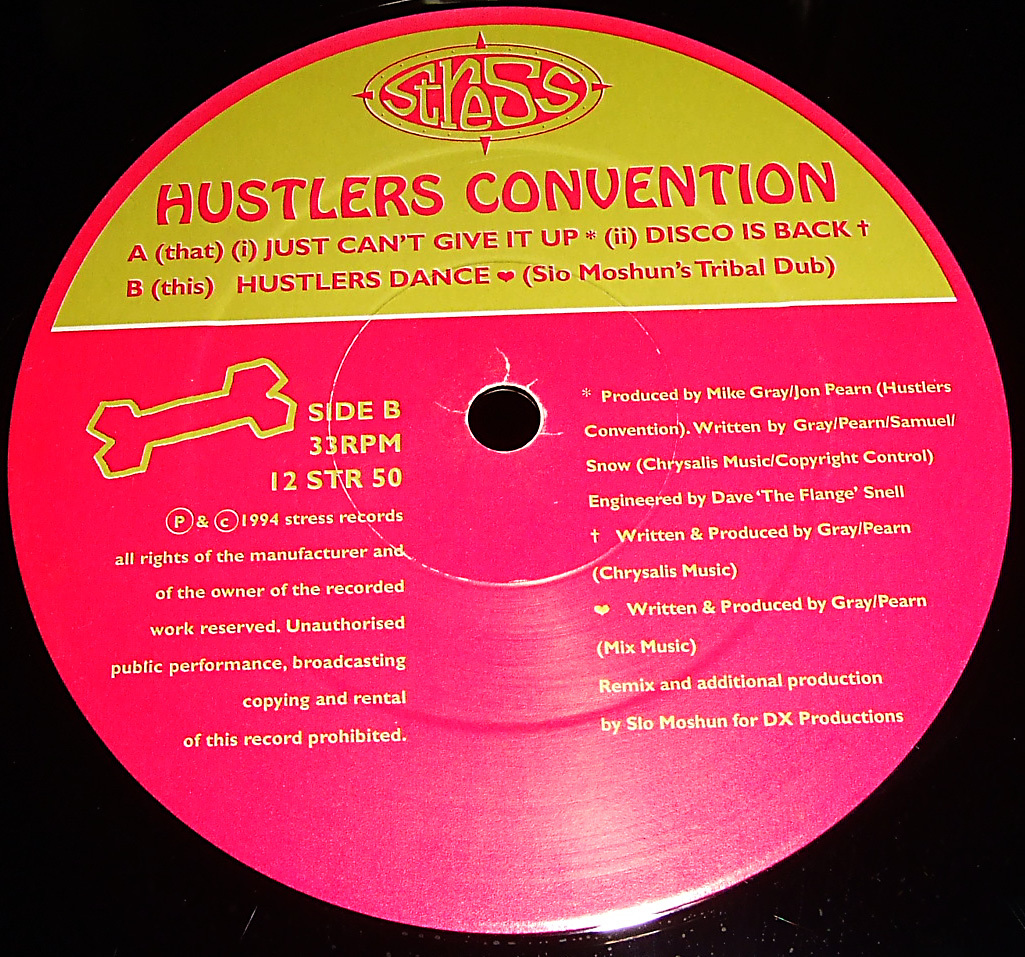 stress
HUSTLERS CONVENTION
A (that) (i) JUST CAN'T GIVE IT UP * (ii) DISCO IS BACK †
B (this) HUSTLERS DANCE ❤ (Slo Moshun's Tribal Dub)
SIDE B
33RPM
12 STR 50
Ⓟ & ⓒ 1994 stress records
all rights of the manufacturer and
of the owner of the recorded
work reserved. Unauthorised
public performance, broadcasting
copying and rental
of this record prohibited.
* Produced by Mike Gray/Jon Pearn (Hustlers
Convention). Written by Gray/Pearn/Samuel/
Snow (Chrysalis Music/Copyright Control)
Engineered by Dave 'The Flange' Snell
† Written & Produced by Gray/Pearn
(Chrysalis Music)
❤ Written & Produced by Gray/Pearn
(Mix Music)
Remix and additional production
by Slo Moshun for DX Productions